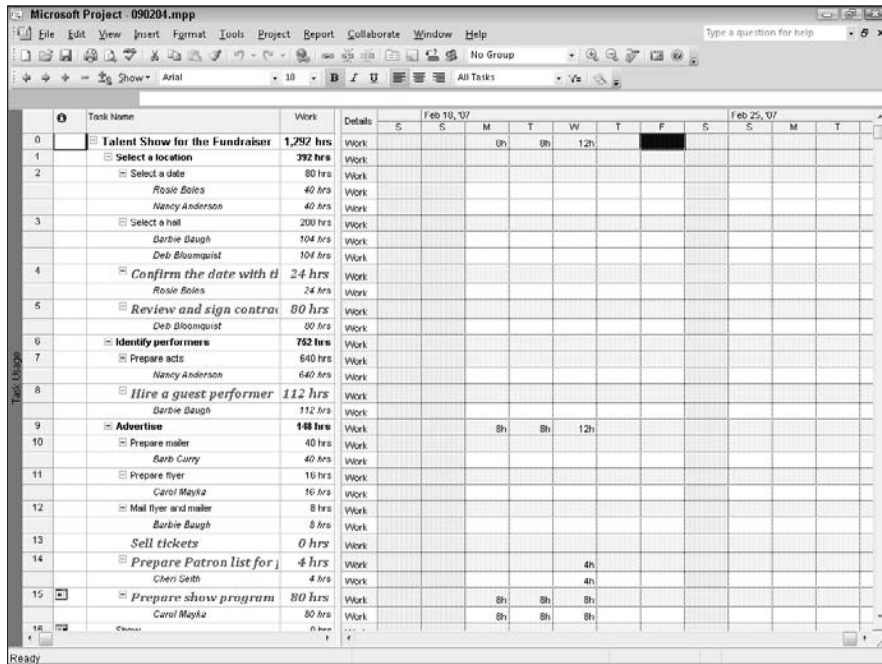 Microsoft Project - 090204.mpp
File Edit View Insert Format Tools Project Report Collaborate Window Help
Type a question for help
No Group
Show Arial 10 B I U All Tasks
Task Name Work Details Feb 18, '07 Feb 25, '07
S S M T W T F S S M T
0 Talent Show for the Fundraiser 1,292 hrs Work 8h 8h 12h
1 Select a location 392 hrs Work
2 Select a date 80 hrs Work
Rosie Boles 40 hrs Work
Nancy Anderson 40 hrs Work
3 Select a hall 208 hrs Work
Barbie Baugh 104 hrs Work
Deb Bloomquist 104 hrs Work
4 Confirm the date with tl 24 hrs Work
Rosie Boles 24 hrs Work
5 Review and sign contra 80 hrs Work
Deb Bloomquist 80 hrs Work
6 Identify performers 752 hrs Work
7 Prepare acts 640 hrs Work
Nancy Anderson 640 hrs Work
8 Hire a guest performer 112 hrs Work
Barbie Baugh 112 hrs Work
9 Advertise 148 hrs Work 8h 8h 12h
10 Prepare mailer 40 hrs Work
Barb Curry 40 hrs Work
11 Prepare flyer 16 hrs Work
Carol Mayka 16 hrs Work
12 Mail flyer and mailer 8 hrs Work
Barbie Baugh 8 hrs Work
13 Sell tickets 0 hrs Work
14 Prepare Patron list for 4 hrs Work 4h
Cheri Seith 4 hrs Work 4h
15 Prepare show program 80 hrs Work 8h 8h 8h
Carol Mayka 80 hrs Work 8h 8h 8h
16 Show 0 hrs
Task Usage
Ready